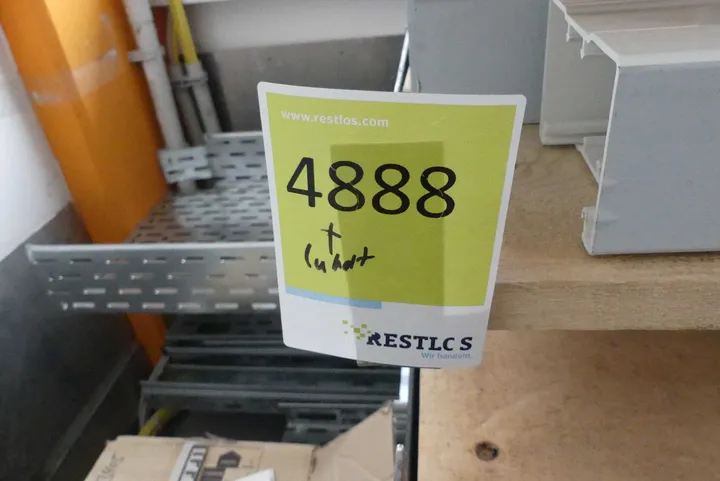 www.restlos.com
4888
+
Inhalt
RESTLOS
Wir handeln.